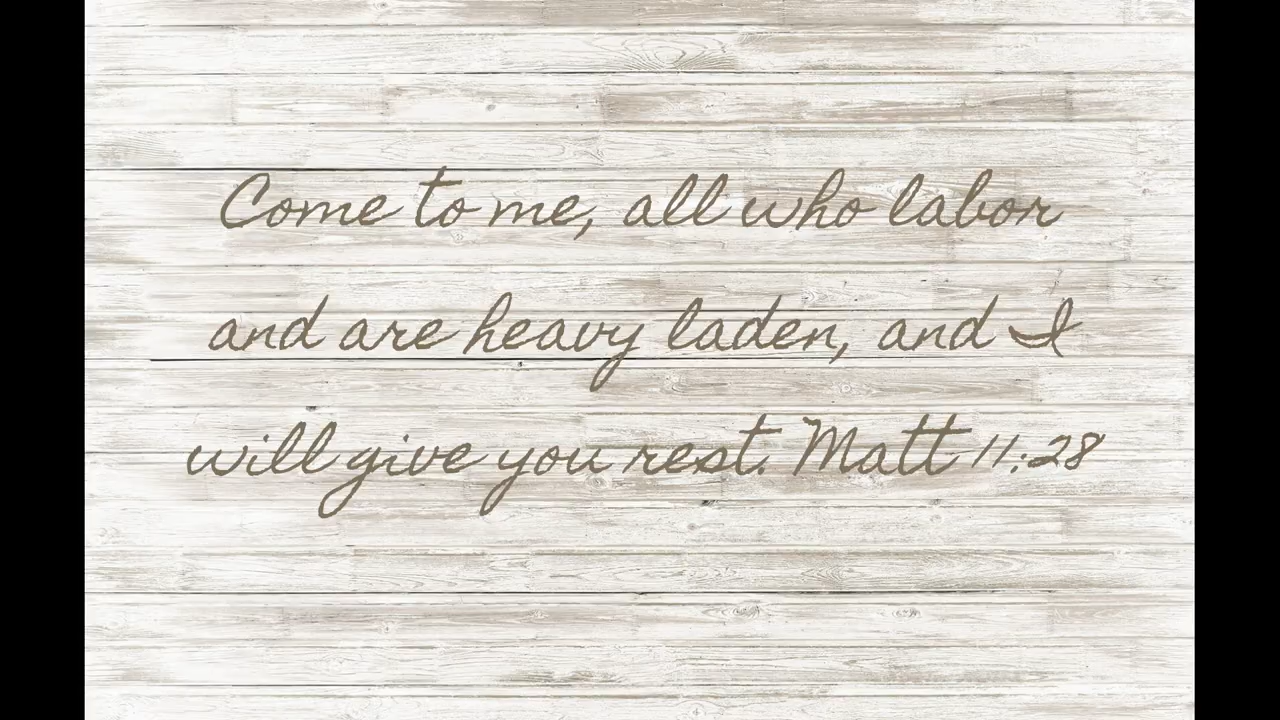 Come to me, all who labor
and are heavy laden, and I
will give you rest. Matt 11:28